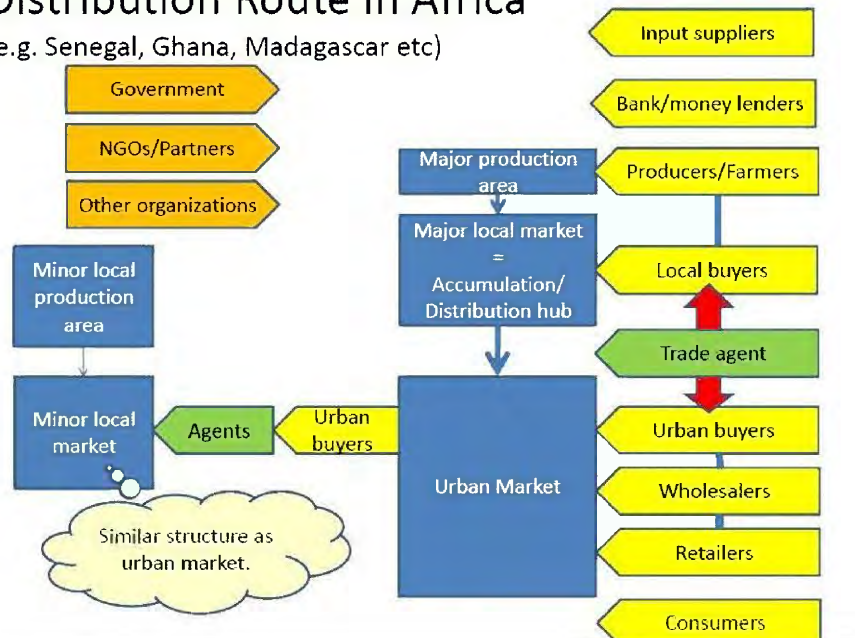 Distribution Route in Africa
e.g. Senegal, Ghana, Madagascar etc)
Government
NGOs/Partners
Other organizations
Input suppliers
Bank/money lenders
Producers/Farmers
Major production
area
Major local market
=
Accumulation/
Distribution hub
Local buyers
Trade agent
Minor local
production
area
Minor local
market
Agents
Urban
buyers
Urban Market
Urban buyers
Wholesalers
Retailers
Consumers
Similar structure as
urban market.